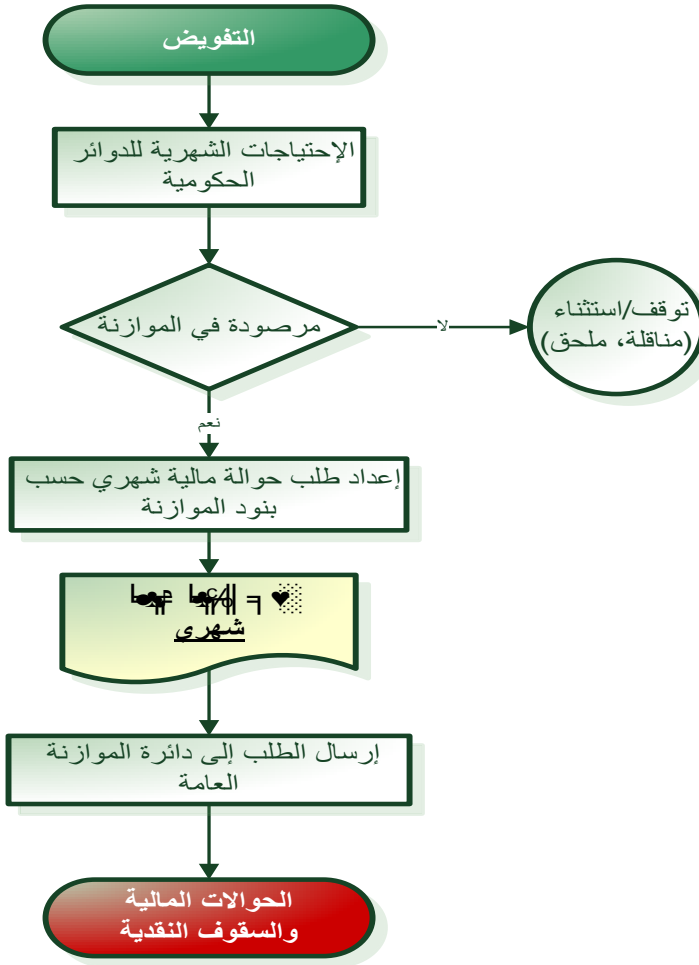 التفويض
الإحتياجات الشهرية للدوائر
الحكومية
مرصودة في الموازنة
لا
توقف/استثناء
(مناقلة، ملحق)
نعم
إعداد طلب حوالة مالية شهري حسب
بنود الموازنة
شهري
إرسال الطلب إلى دائرة الموازنة
العامة
الحوالات المالية
والسقوف النقدية